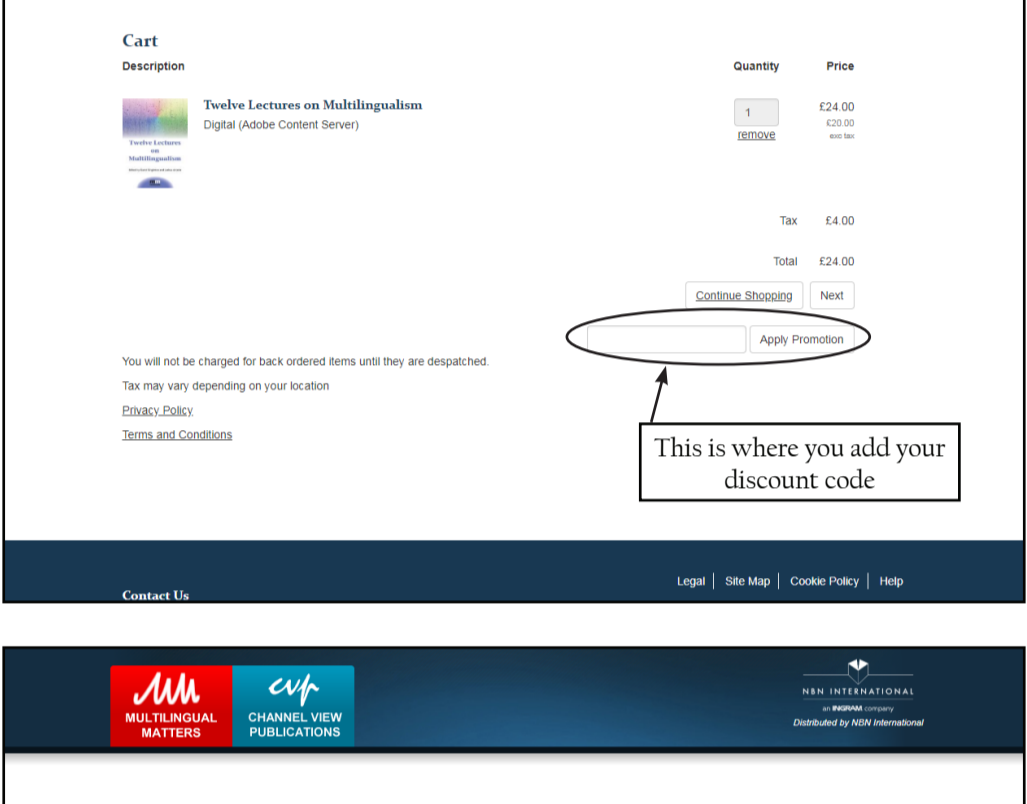 Cart
Description Quantity Price
Twelve Lectures on Multilingualism
Digital (Adobe Content Server)
1
remove
£24.00
£20.00
exc tax
Twelve Lectures
on
Multilingualism
Tax £4.00
Total £24.00
Continue Shopping Next
Apply Promotion
You will not be charged for back ordered items until they are despatched.
Tax may vary depending on your location
Privacy Policy
Terms and Conditions
This is where you add your
discount code
Legal | Site Map | Cookie Policy | Help
Contact Us
MULTILINGUAL
MATTERS
cvp
CHANNEL VIEW
PUBLICATIONS
NBN INTERNATIONAL
an INGRAM company
Distributed by NBN International